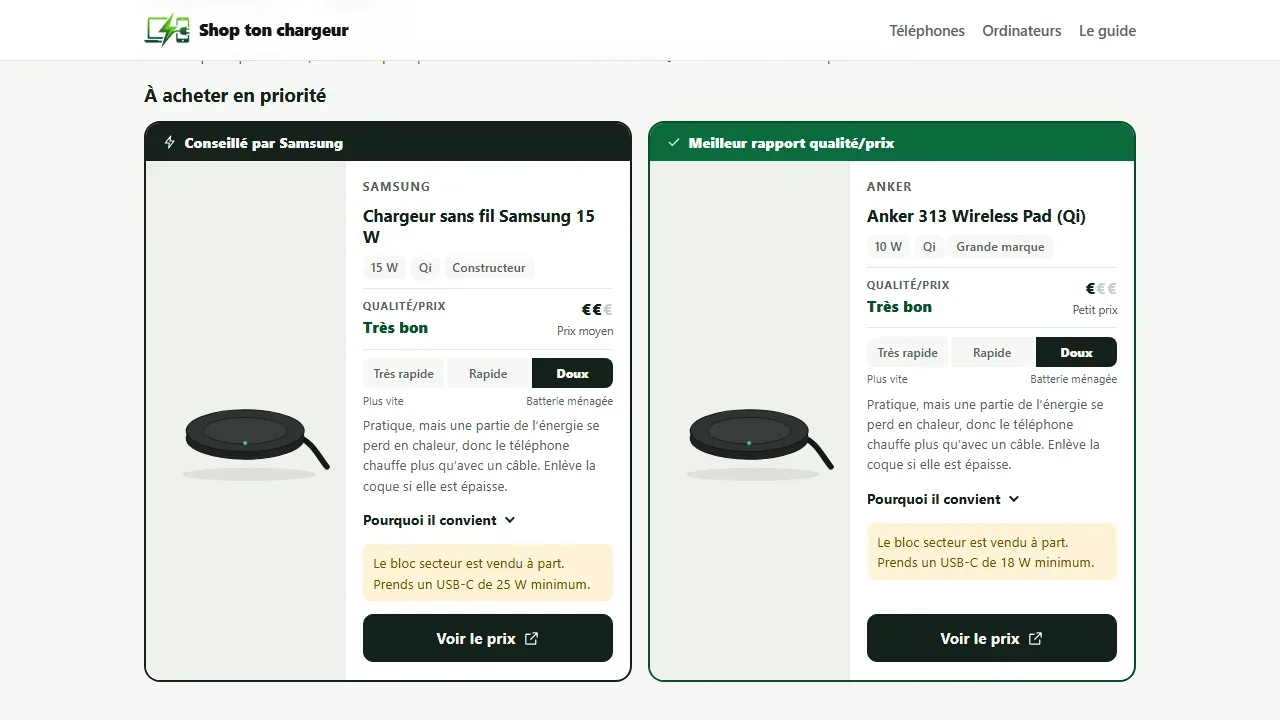 Shop ton chargeur
Téléphones
Ordinateurs
Le guide
À acheter en priorité
Conseillé par Samsung
SAMSUNG
Chargeur sans fil Samsung 15
W
15 W
Qi
Constructeur
QUALITÉ/PRIX
€€€
Très bon
Prix moyen
Très rapide
Rapide
Doux
Plus vite
Batterie ménagée
Pratique, mais une partie de l'énergie se
perd en chaleur, donc le téléphone
chauffe plus qu'avec un câble. Enlève la
coque si elle est épaisse.
Pourquoi il convient
Le bloc secteur est vendu à part.
Prends un USB-C de 25 W minimum.
Voir le prix
Meilleur rapport qualité/prix
ANKER
Anker 313 Wireless Pad (Qi)
10 W
Qi
Grande marque
QUALITÉ/PRIX
€€€
Très bon
Petit prix
Très rapide
Rapide
Doux
Plus vite
Batterie ménagée
Pratique, mais une partie de l'énergie se
perd en chaleur, donc le téléphone
chauffe plus qu'avec un câble. Enlève la
coque si elle est épaisse.
Pourquoi il convient
Le bloc secteur est vendu à part.
Prends un USB-C de 18 W minimum.
Voir le prix